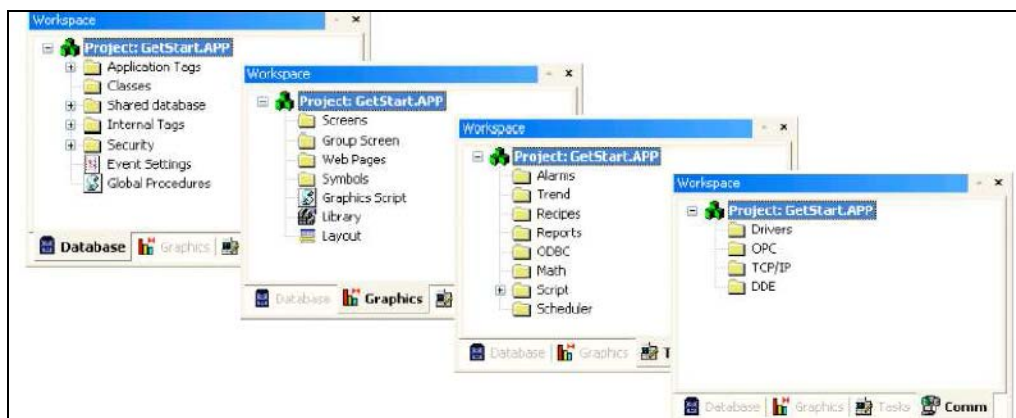 Workspace
Project: GetStart.APP
Application Tags
Classes
Shared database
Internal Tags
Security
Event Settings
Global Procedures
Database Graphics
Workspace
Project: GetStart.APP
Screens
Group Screen
Web Pages
Symbols
Graphics Script
Library
Layout
Database Graphics
Workspace
Project: GetStart.APP
Alarms
Trend
Recipes
Reports
ODBC
Math
Script
Scheduler
Database Graphics T
Workspace
Project: GetStart.APP
Drivers
OPC
TCP/IP
DDE
Database Graphics Tasks Comm